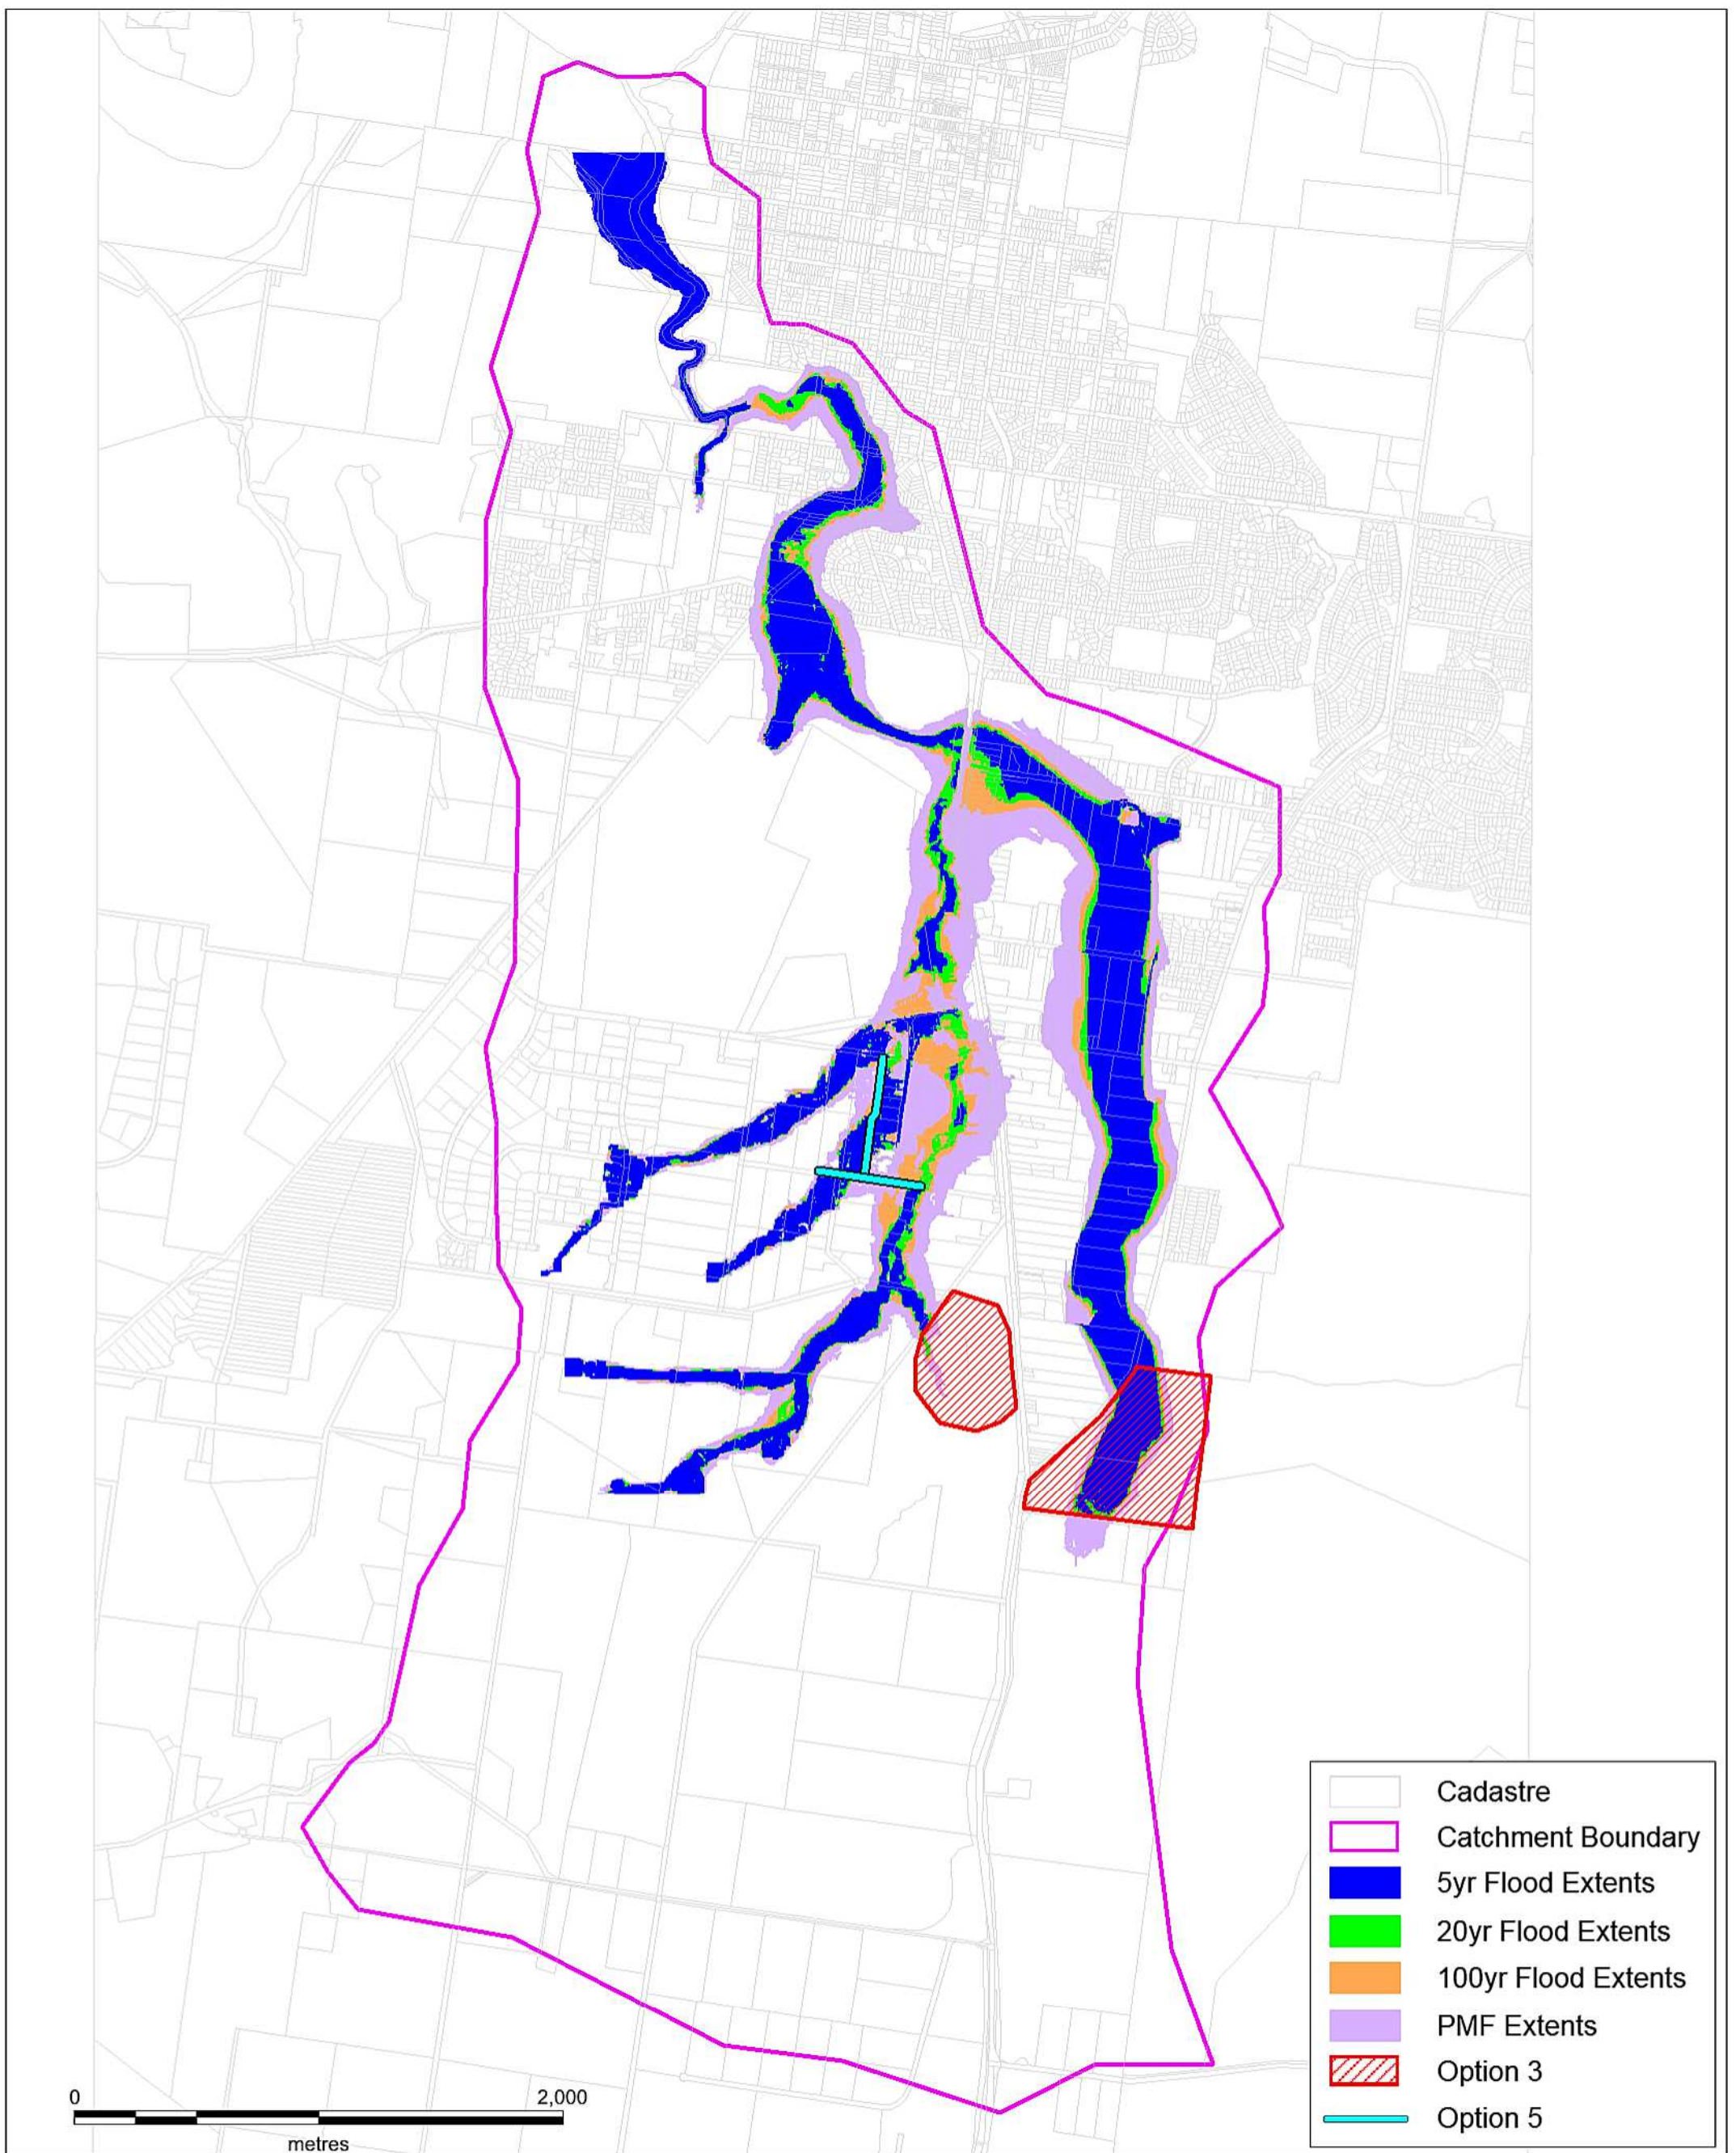 Cadastre
Catchment Boundary
5yr Flood Extents
20yr Flood Extents
100yr Flood Extents
PMF Extents
Option 3
Option 5
0 2,000
metres